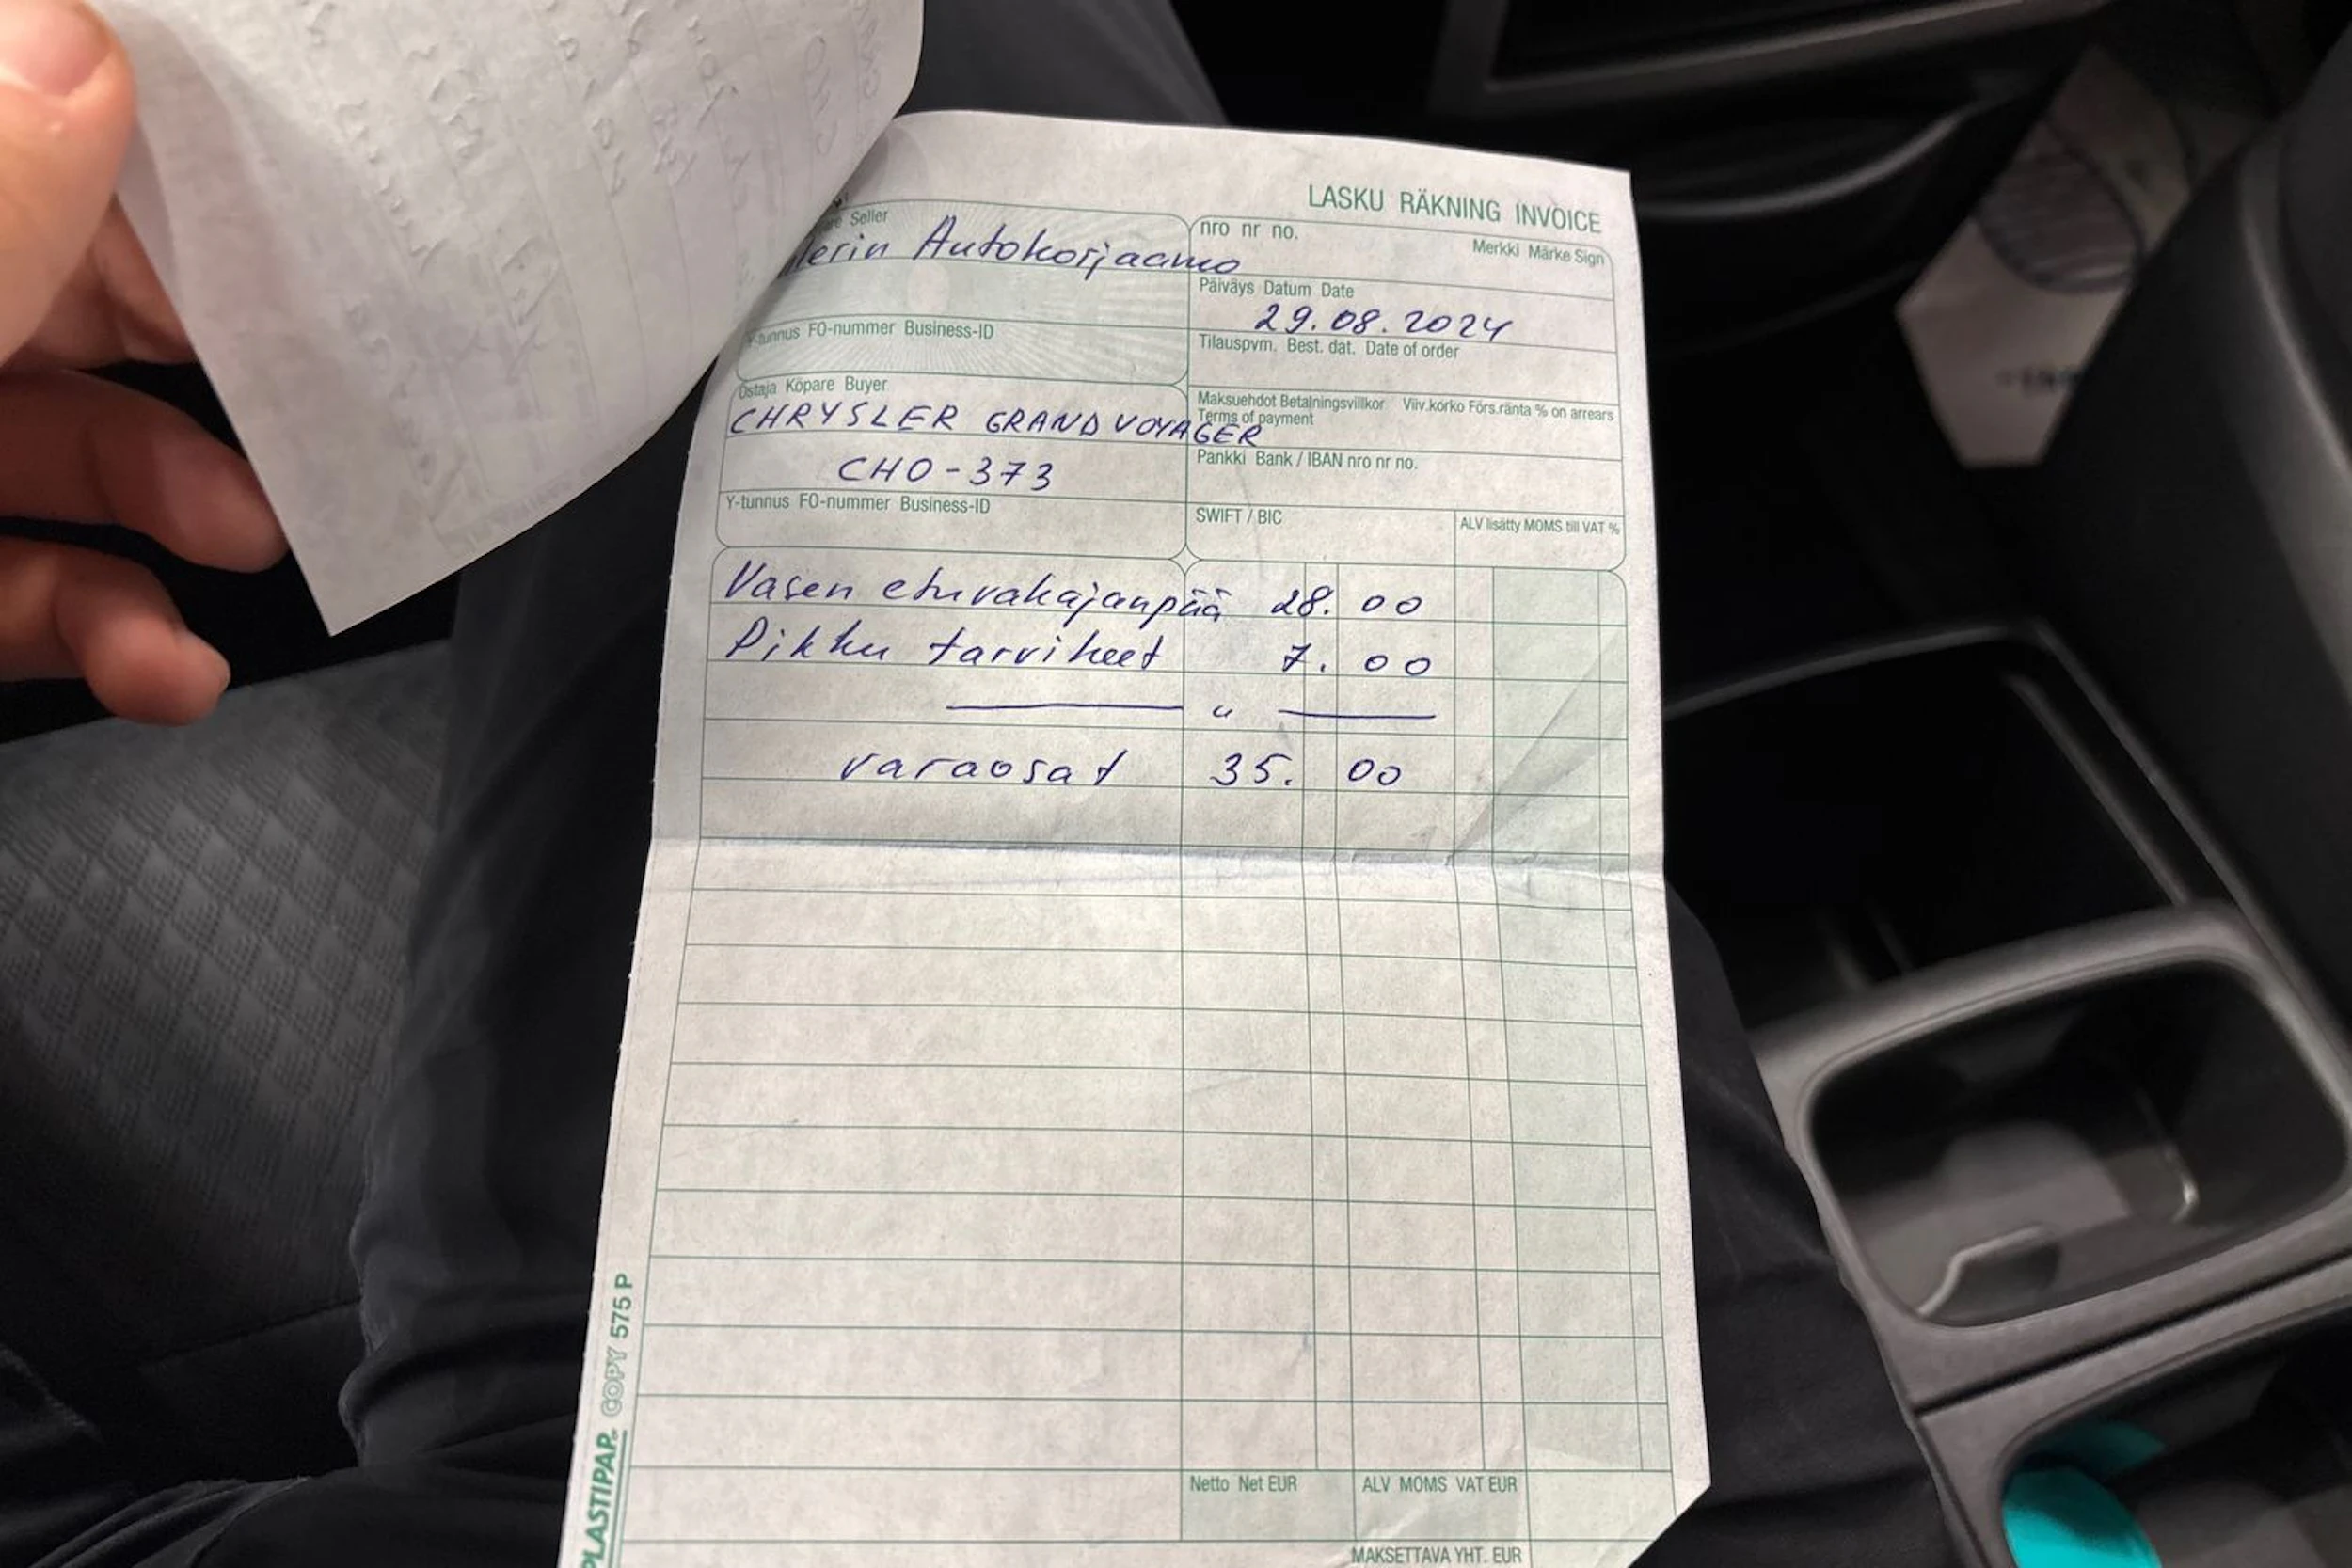 LASKU RÄKNING INVOICE
Seller
Autokorjaamo
nro nr no.
Merkki Märke Sign
Päiväys Datum Date
29.08.2024
FO-nummer Business-ID
Tilauspvm. Best. dat. Date of order
Ostaja Köpare Buyer
CHRYSLER GRAND VOYAGER
CHO-373
Maksuehdot Betalningsvillkor Viiv.korko Förs.ränta % on arrears
Terms of payment
Pankki Bank / IBAN nro nr no.
Y-tunnus FO-nummer Business-ID
SWIFT / BIC
ALV lisätty MOMS till VAT %
Vasen etuvakajanpää 28. 00
Pikku tarvikeet 7. 00
"
varaosat 35. 00
Netto Net EUR
ALV MOMS VAT EUR
MAKSETTAVA YHT. EUR
PLASTIPAP COPY 575 P